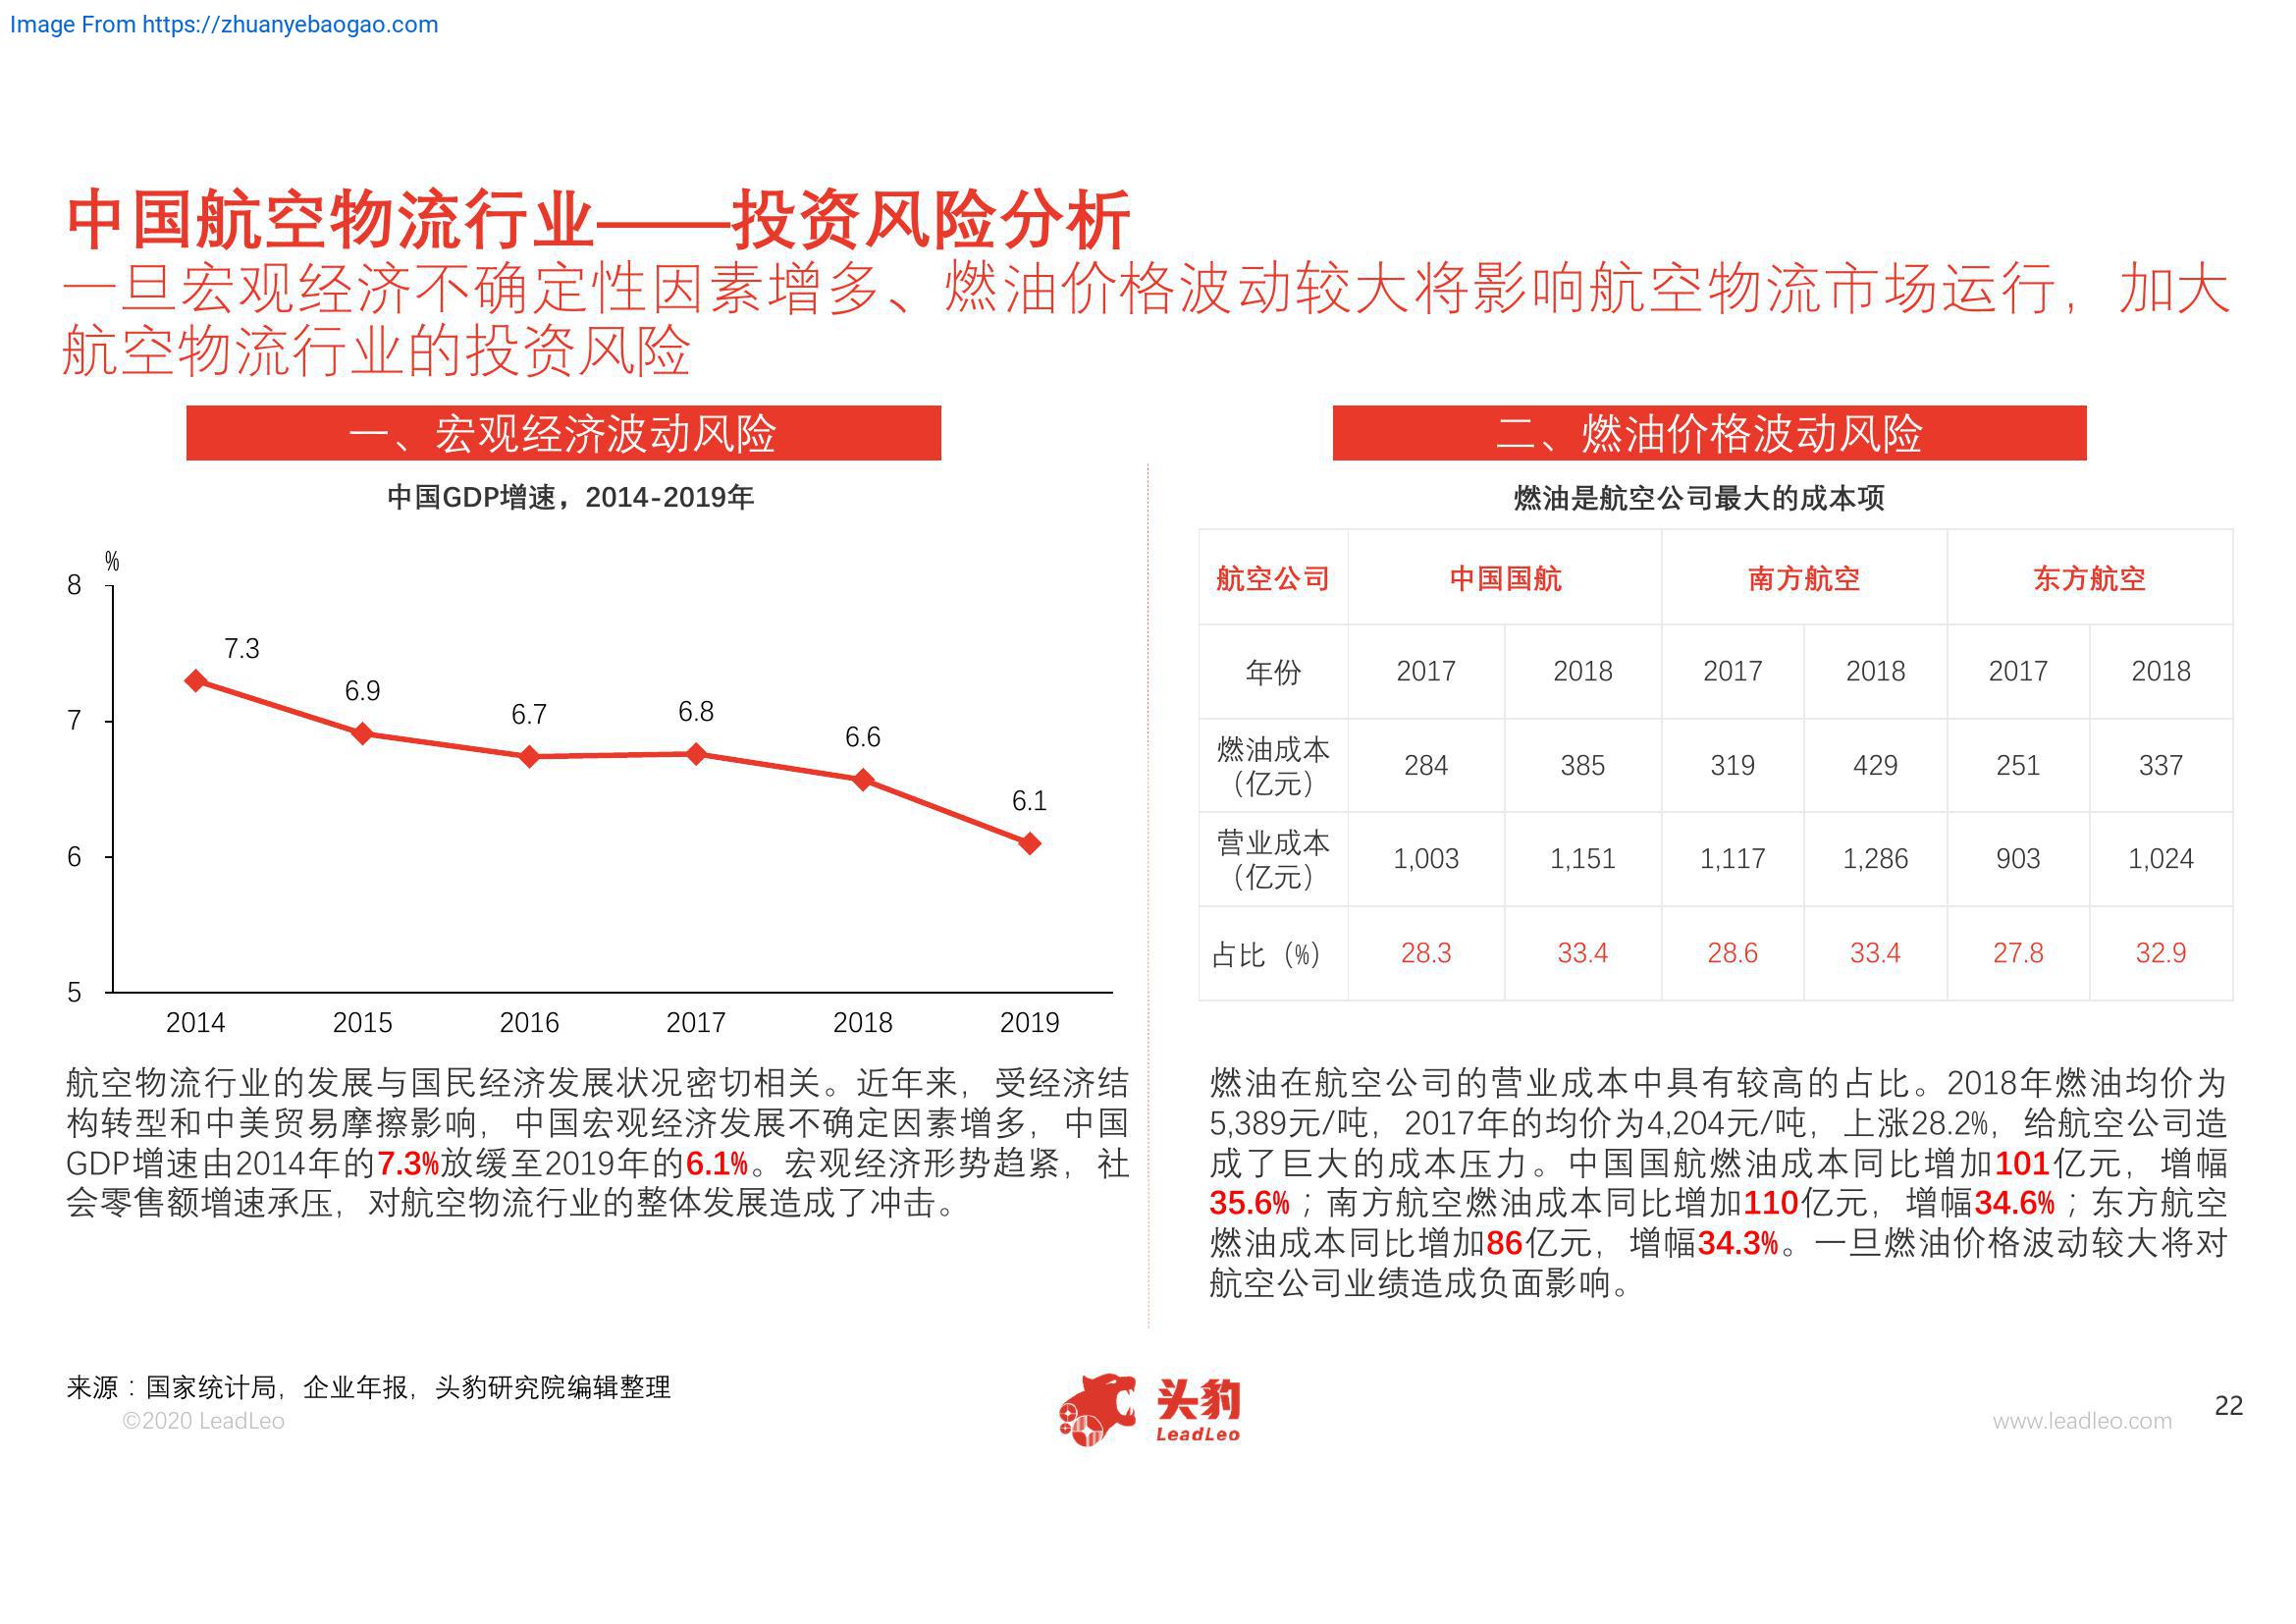 Image From https://zhuanyebaogao.com
中国航空物流行业——投资风险分析
一旦宏观经济不确定性因素增多、燃油价格波动较大将影响航空物流市场运行，加大
航空物流行业的投资风险
一、宏观经济波动风险
中国GDP增速，2014-2019年
%
8
7
6
5
7.3
6.9
6.7
6.8
6.6
6.1
2014 2015 2016 2017 2018 2019
航空物流行业的发展与国民经济发展状况密切相关。近年来，受经济结
构转型和中美贸易摩擦影响，中国宏观经济发展不确定因素增多，中国
GDP增速由2014年的7.3%放缓至2019年的6.1%。宏观经济形势趋紧，社
会零售额增速承压，对航空物流行业的整体发展造成了冲击。
二、燃油价格波动风险
燃油是航空公司最大的成本项
航空公司 中国国航 南方航空 东方航空
年份 2017 2018 2017 2018 2017 2018
燃油成本
（亿元） 284 385 319 429 251 337
营业成本
（亿元） 1,003 1,151 1,117 1,286 903 1,024
占比（%） 28.3 33.4 28.6 33.4 27.8 32.9
燃油在航空公司的营业成本中具有较高的占比。2018年燃油均价为
5,389元/吨，2017年的均价为4,204元/吨，上涨28.2%，给航空公司造
成了巨大的成本压力。中国国航燃油成本同比增加101亿元，增幅
35.6%；南方航空燃油成本同比增加110亿元，增幅34.6%；东方航空
燃油成本同比增加86亿元，增幅34.3%。一旦燃油价格波动较大将对
航空公司业绩造成负面影响。
来源：国家统计局，企业年报，头豹研究院编辑整理
©2020 LeadLeo
头豹
LeadLeo
www.leadleo.com
22